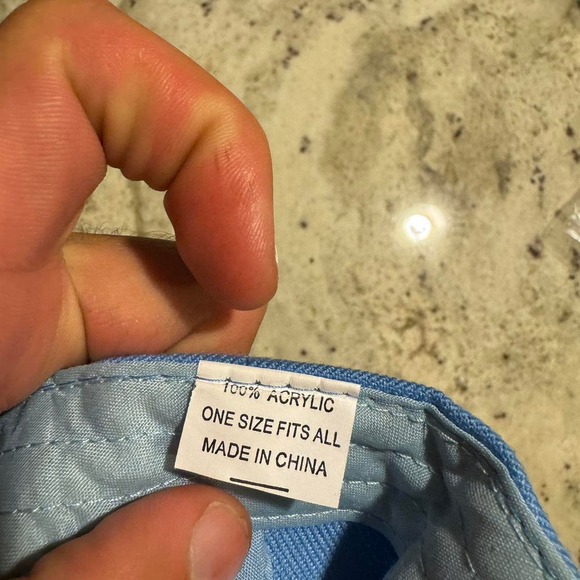 100% ACRYLIC
ONE SIZE FITS ALL
MADE IN CHINA